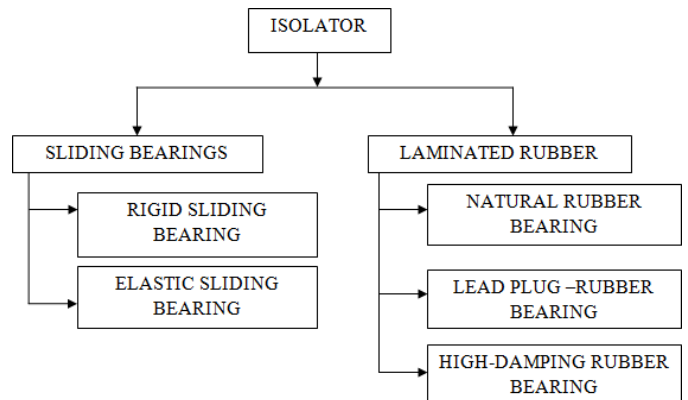 ISOLATOR
SLIDING BEARINGS
RIGID SLIDING
BEARING
ELASTIC SLIDING
BEARING
LAMINATED RUBBER
NATURAL RUBBER
BEARING
LEAD PLUG –RUBBER
BEARING
HIGH-DAMPING RUBBER
BEARING